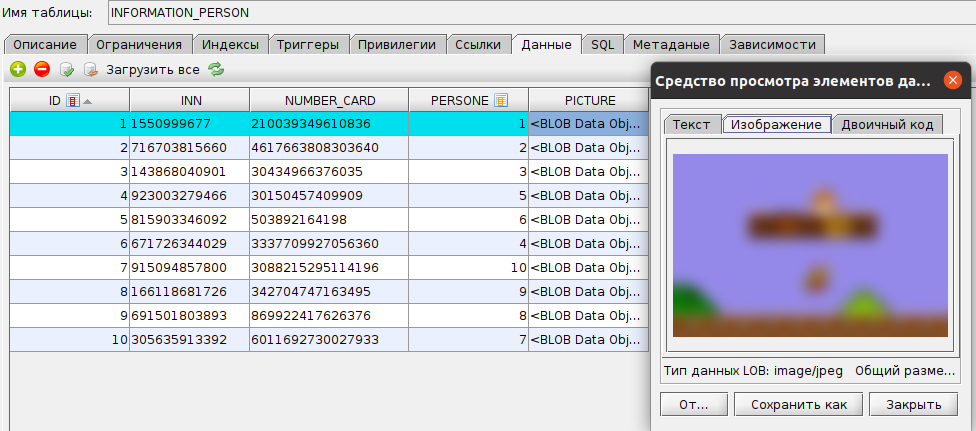 Имя таблицы: INFORMATION_PERSON
Описание Ограничения Индексы Триггеры Привилегии Ссылки Данные SQL Метаданые Зависимости
Загрузить все
ID INN NUMBER_CARD PERSONE PICTURE
1 1550999677 210039349610836 1 <BLOB Data Obj...
2 716703815660 4617663808303640 2 <BLOB Data Obj...
3 143868040901 30434966376035 3 <BLOB Data Obj...
4 923003279466 30150457409909 5 <BLOB Data Obj...
5 815903346092 503892164198 6 <BLOB Data Obj...
6 671726344029 3337709927056360 4 <BLOB Data Obj...
7 915094857800 3088215295114196 10 <BLOB Data Obj...
8 166118681726 342704747163495 9 <BLOB Data Obj...
9 691501803893 869922417626376 8 <BLOB Data Obj...
10 305635913392 6011692730027933 7 <BLOB Data Obj...
Средство просмотра элементов да...
Текст Изображение Двоичный код
Тип данных LOB: image/jpeg Общий разме...
От... Сохранить как Закрыть